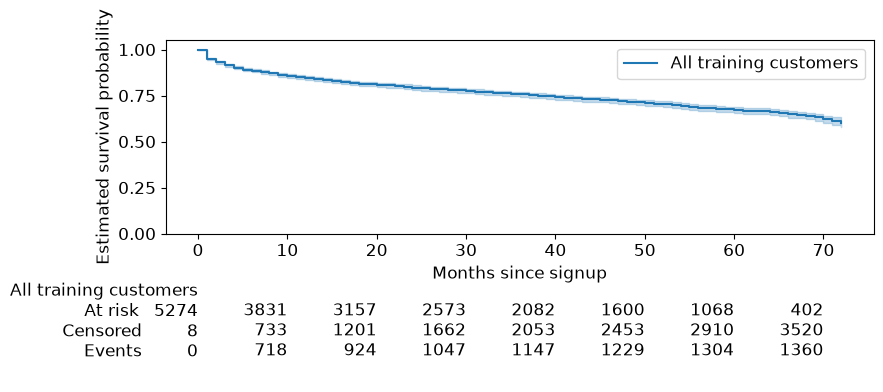 Estimated survival probability
1.00
0.75
0.50
0.25
0.00
All training customers
0 10 20 30 40 50 60 70
Months since signup
All training customers
At risk 5274 3831 3157 2573 2082 1600 1068 402
Censored 8 733 1201 1662 2053 2453 2910 3520
Events 0 718 924 1047 1147 1229 1304 1360